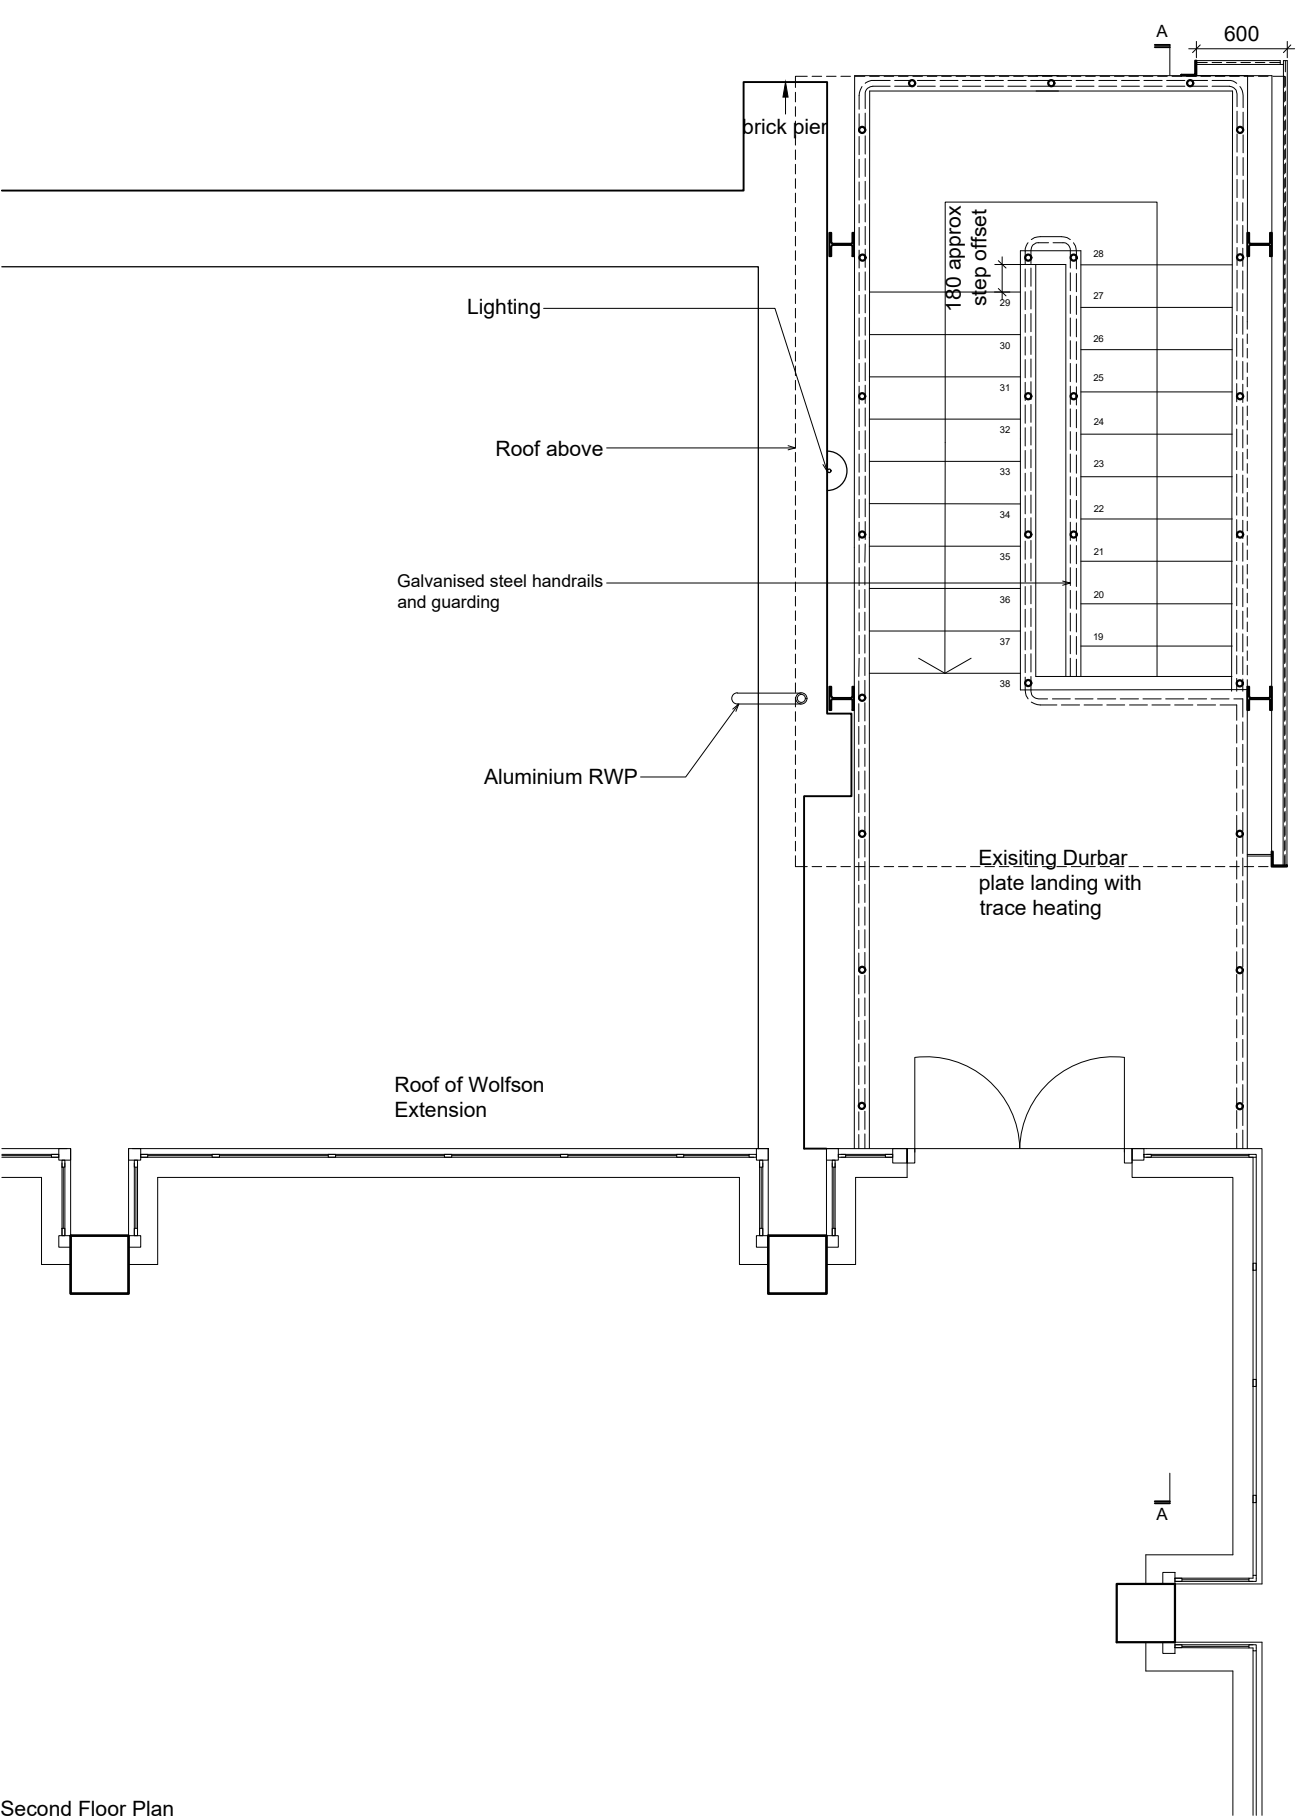 A
600
brick pier
180 approx
step offset
28
27
Lighting
29
26
30
25
31
24
32
Roof above
23
33
22
34
21
35
Galvanised steel handrails
and guarding
20
36
19
37
38
Aluminium RWP
Exisiting Durbar
plate landing with
trace heating
Roof of Wolfson
Extension
A
Second Floor Plan